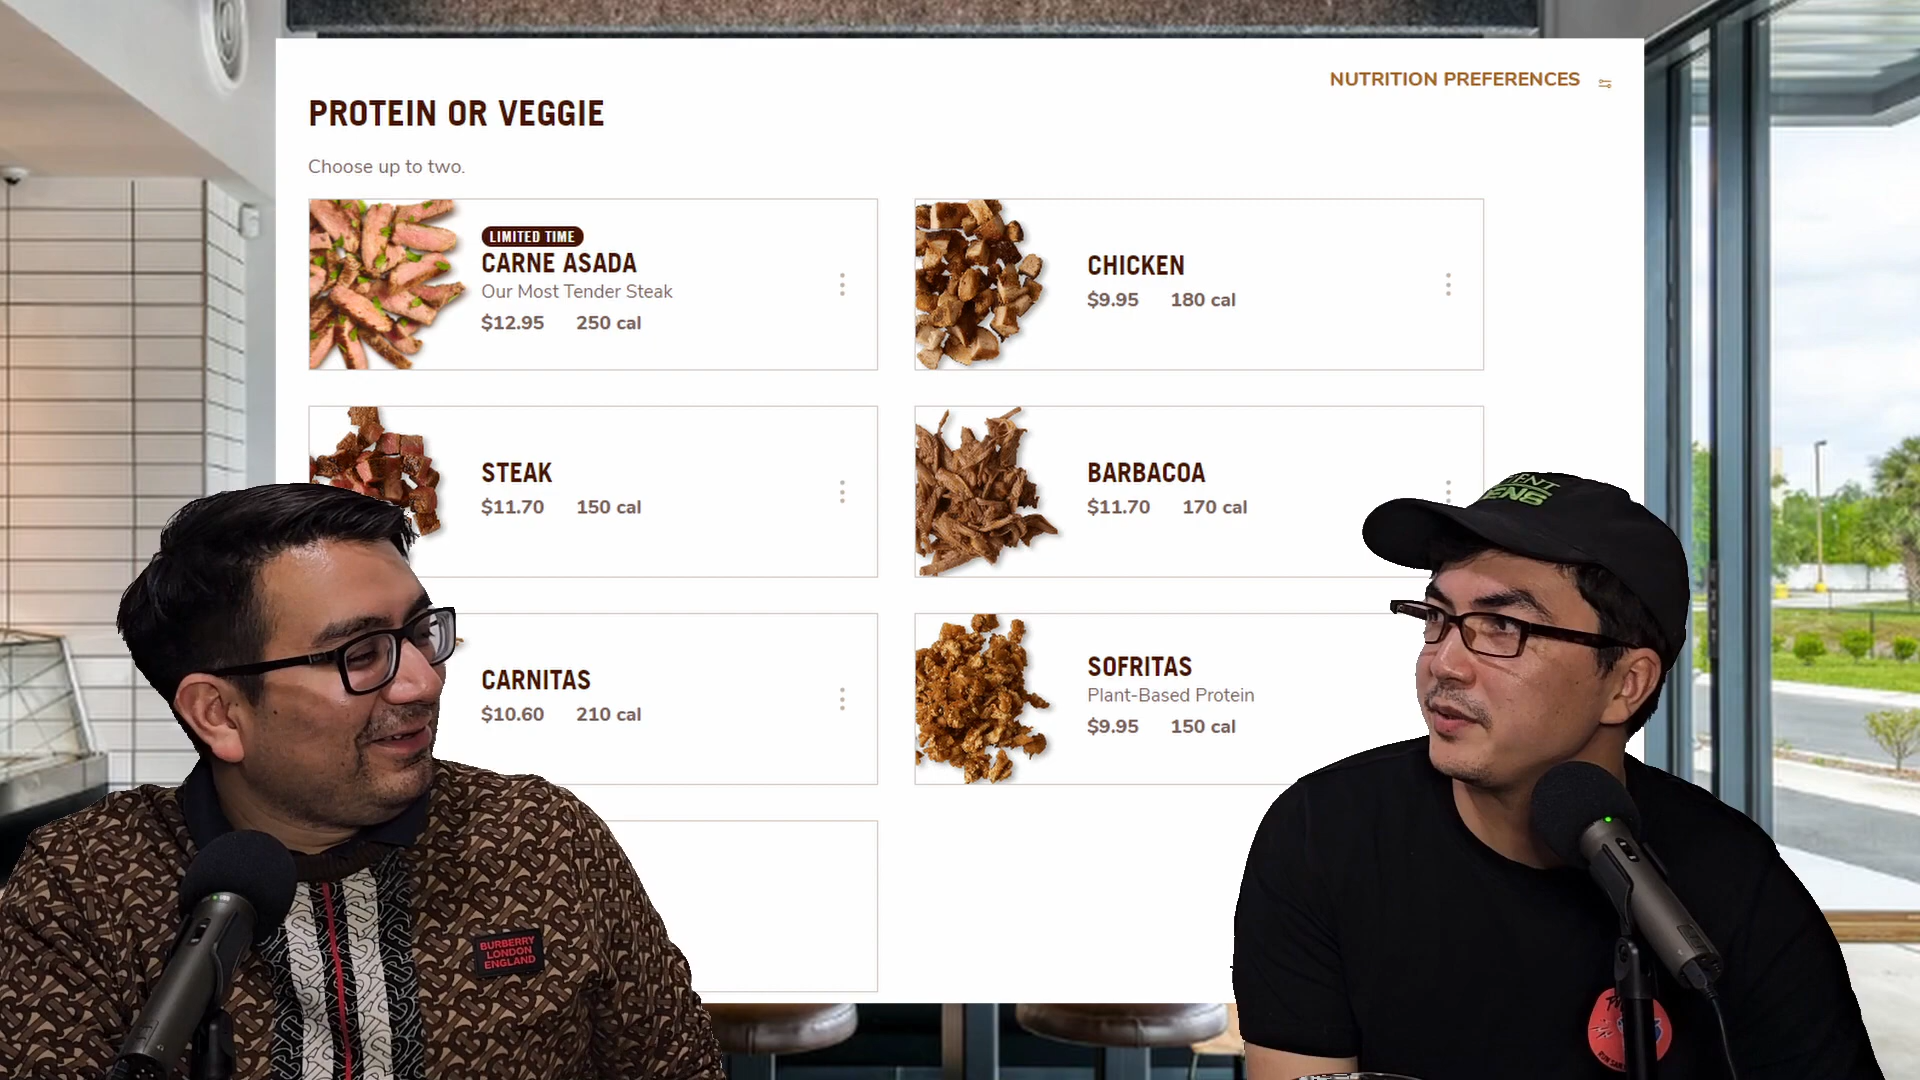 NUTRITION PREFERENCES
PROTEIN OR VEGGIE
Choose up to two.
LIMITED TIME
CARNE ASADA
Our Most Tender Steak
$12.95 250 cal
CHICKEN
$9.95 180 cal
STEAK
$11.70 150 cal
BARBACOA
$11.70 170 cal
CARNITAS
$10.60 210 cal
SOFRITAS
Plant-Based Protein
$9.95 150 cal
BURBERRY
LONDON
ENGLAND